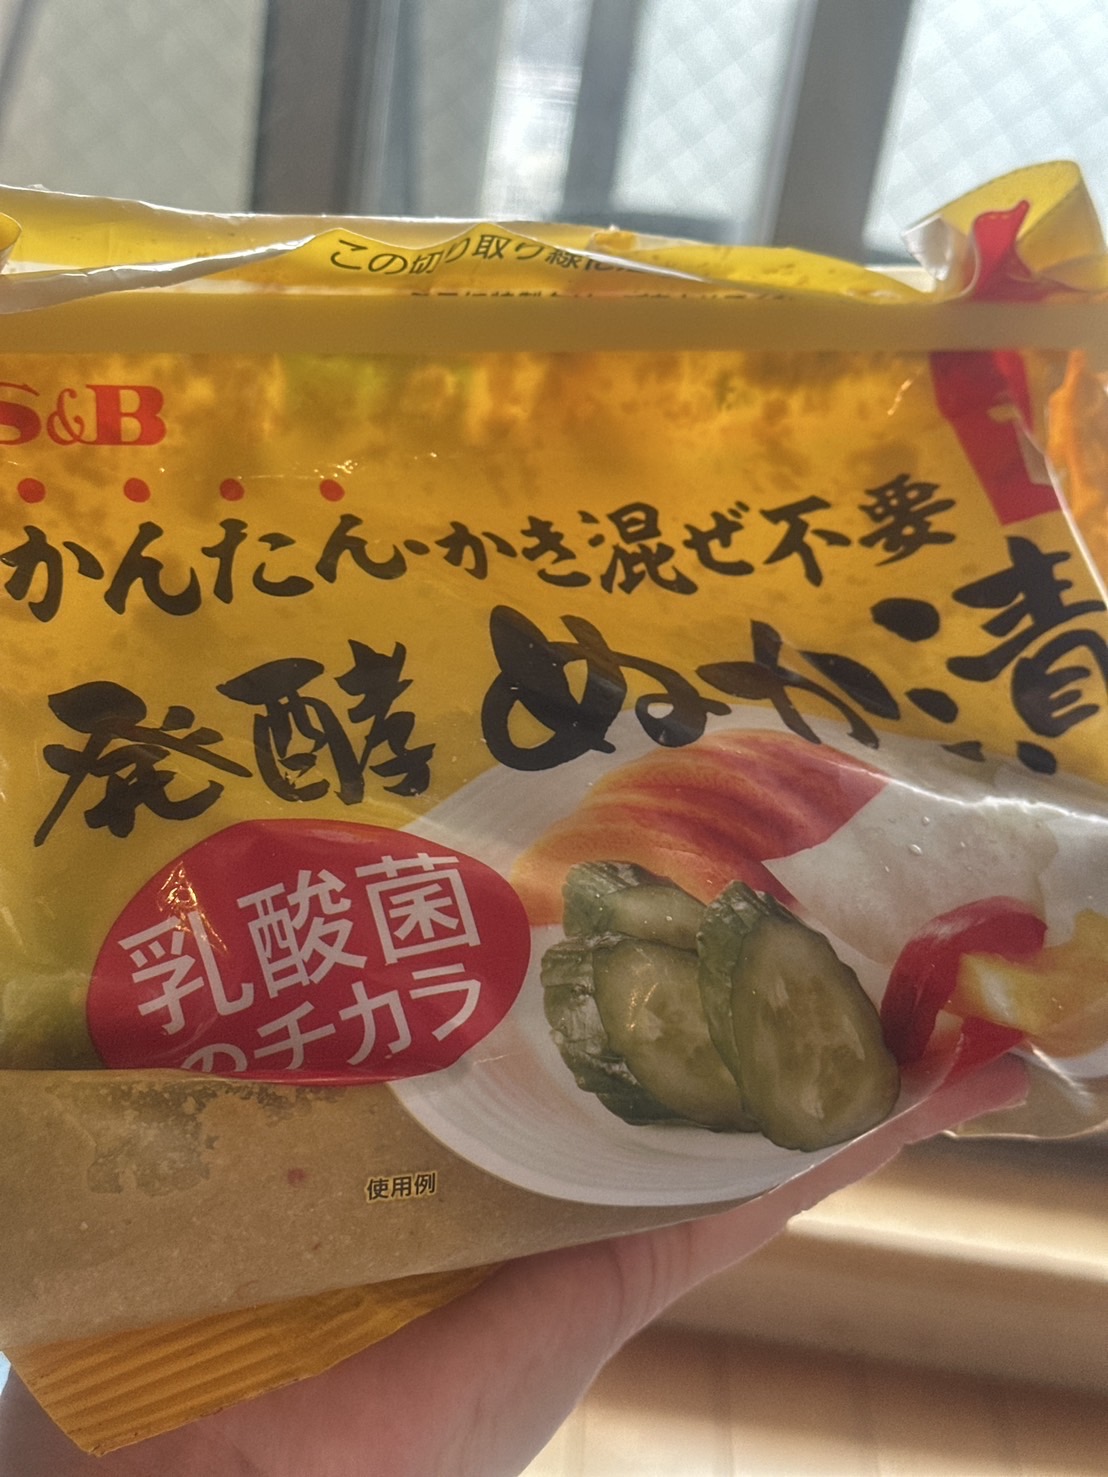 この切り取り線に
S&B
かんたん・かき混ぜ不要
発酵ぬか漬
乳酸菌
のチカラ
使用例